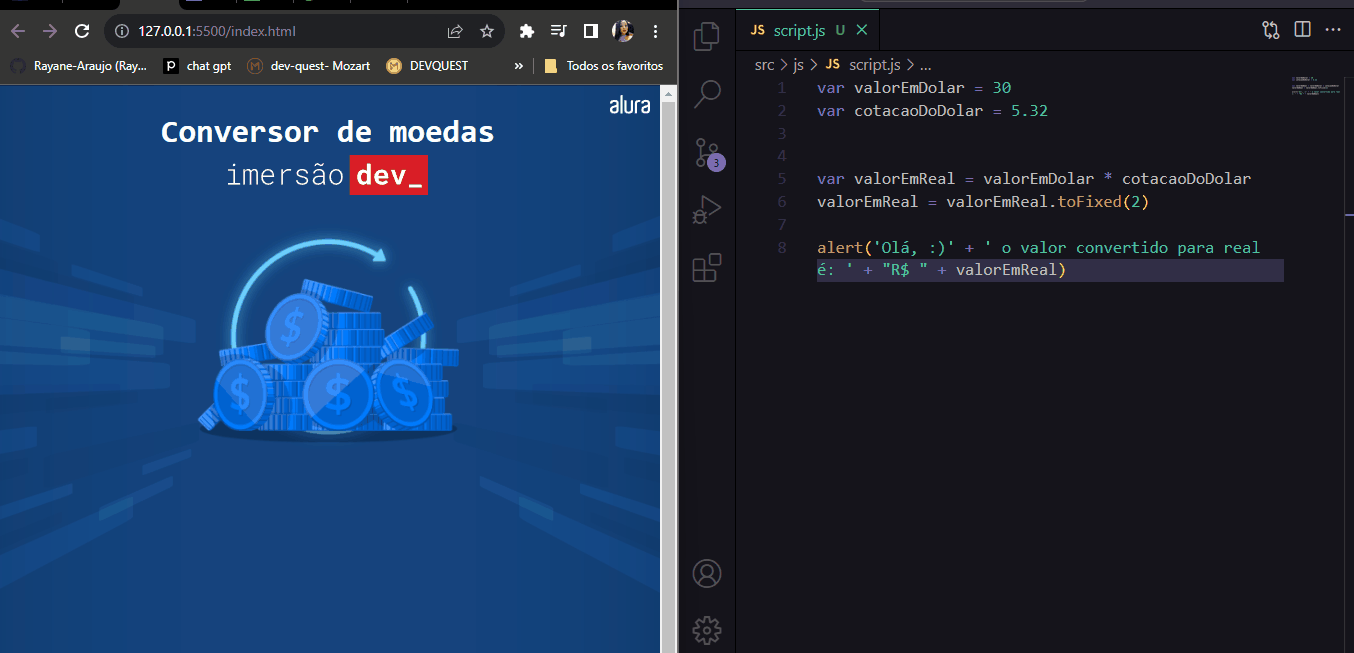 127.0.0.1:5500/index.html
Rayane-Araujo (Ray...
chat gpt
dev-quest- Mozart
DEVQUEST
»
Todos os favoritos
alura
Conversor de moedas
imersão dev_
$
$ $ $
JS script.js U
src > js > JS script.js > ...
3
1 var valorEmDolar = 30
2 var cotacaoDoDolar = 5.32
3
4
5 var valorEmReal = valorEmDolar * cotacaoDoDolar
6 valorEmReal = valorEmReal.toFixed(2)
7
8 alert('Olá, :)' + ' o valor convertido para real
é: ' + "R$ " + valorEmReal)